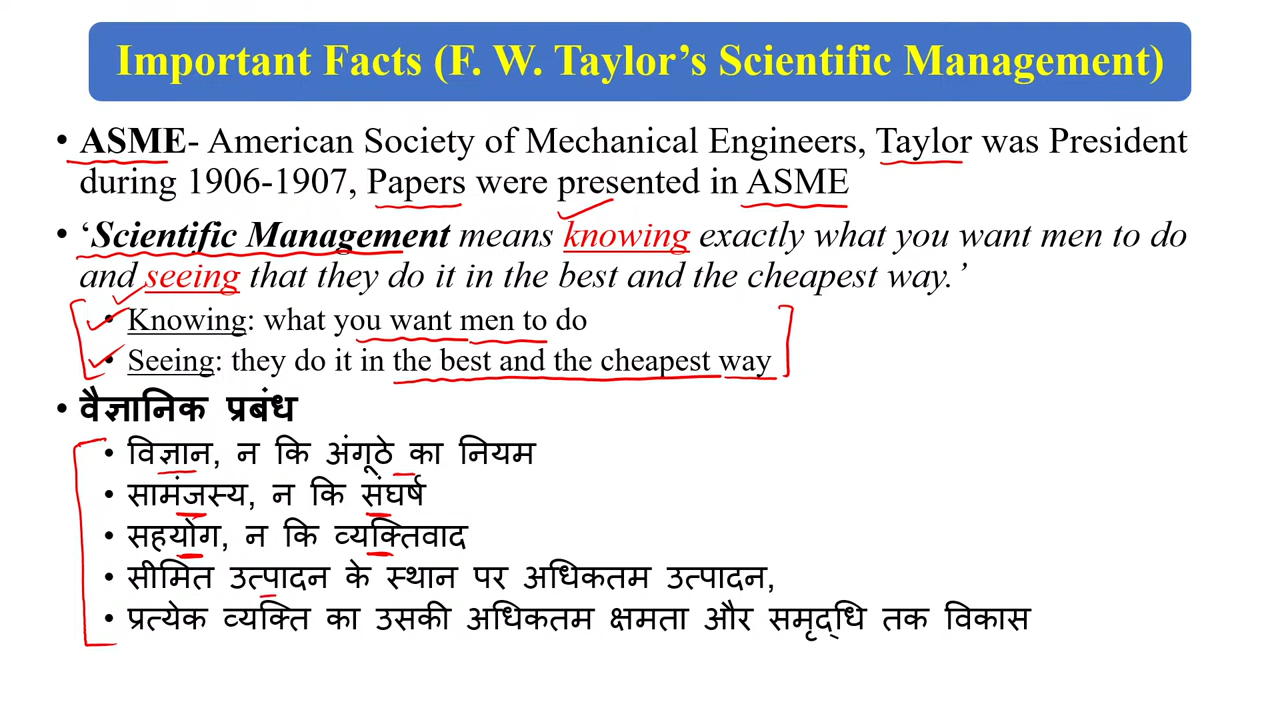 Important Facts (F. W. Taylor’s Scientific Management)
• ASME- American Society of Mechanical Engineers, Taylor was President
during 1906-1907, Papers were presented in ASME
• ‘Scientific Management means knowing exactly what you want men to do
and seeing that they do it in the best and the cheapest way.’
• Knowing: what you want men to do
• Seeing: they do it in the best and the cheapest way
• वैज्ञानिक प्रबंध
• विज्ञान, न कि अंगूठे का नियम
• सामंजस्य, न कि संघर्ष
• सहयोग, न कि व्यक्तिवाद
• सीमित उत्पादन के स्थान पर अधिकतम उत्पादन,
• प्रत्येक व्यक्ति का उसकी अधिकतम क्षमता और समृद्धि तक विकास